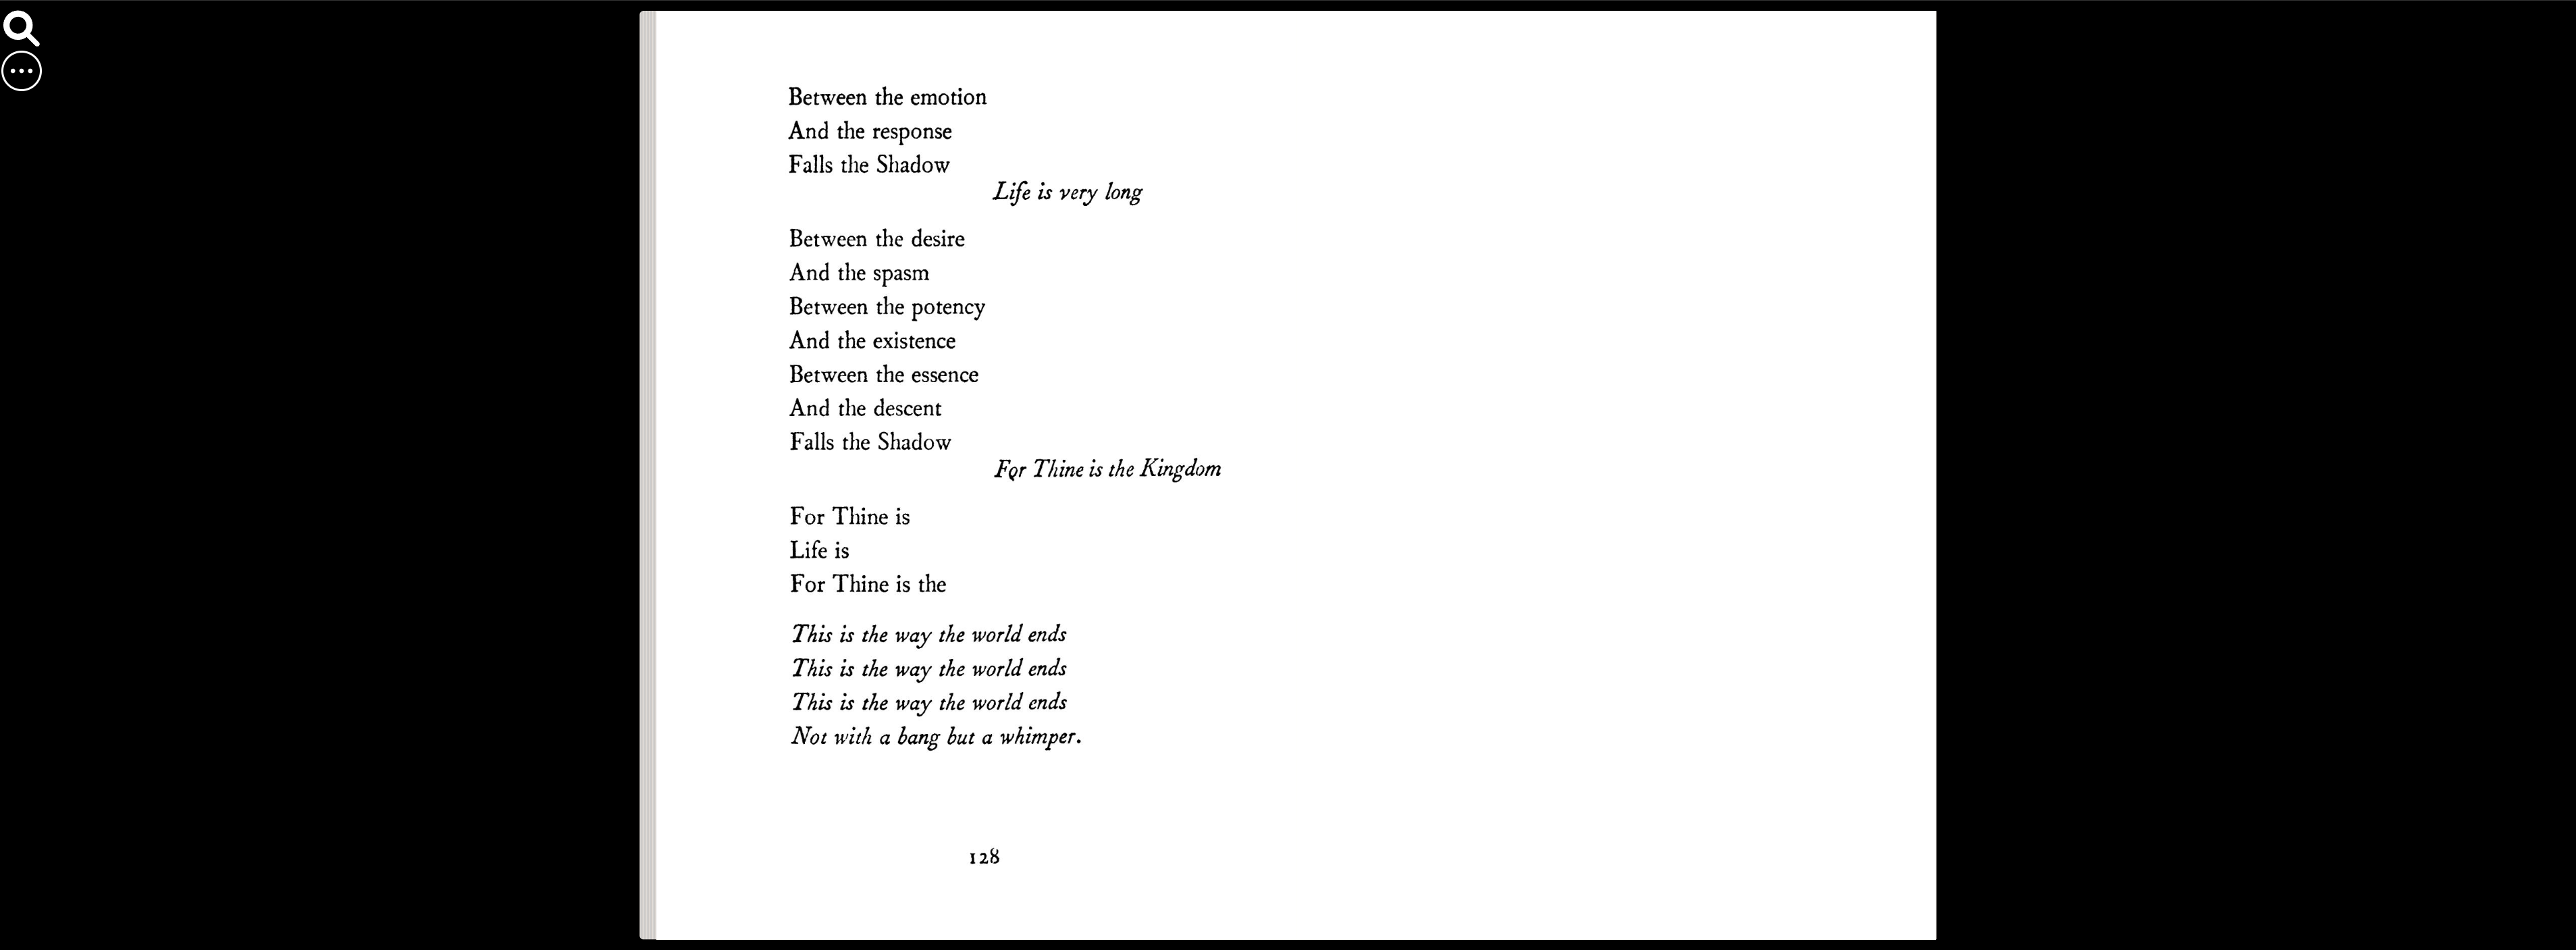 Between the emotion
And the response
Falls the Shadow
Life is very long
Between the desire
And the spasm
Between the potency
And the existence
Between the essence
And the descent
Falls the Shadow
For Thine is the Kingdom
For Thine is
Life is
For Thine is the
This is the way the world ends
This is the way the world ends
This is the way the world ends
Not with a bang but a whimper.
128